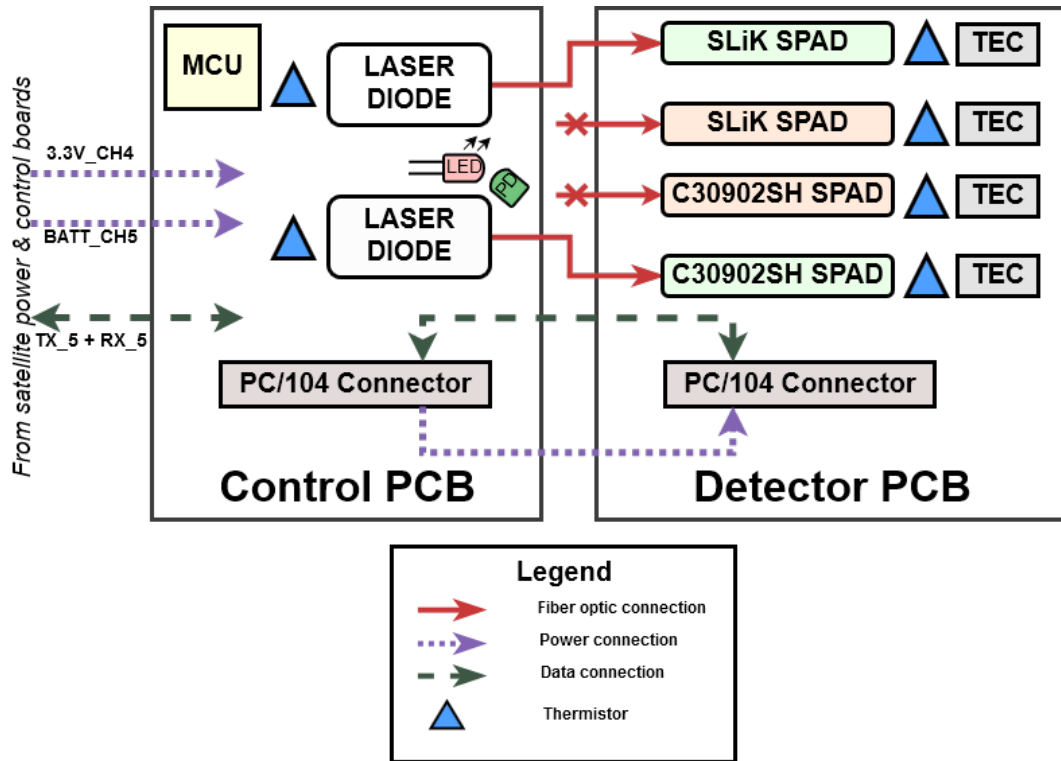 From satellite power & control boards
MCU
LASER
DIODE
3.3V_CH4
LED
PD
BATT_CH5
LASER
DIODE
TX_5 + RX_5
PC/104 Connector
Control PCB
SLiK SPAD
TEC
SLiK SPAD
TEC
C30902SH SPAD
TEC
C30902SH SPAD
TEC
PC/104 Connector
Detector PCB
Legend
Fiber optic connection
Power connection
Data connection
Thermistor